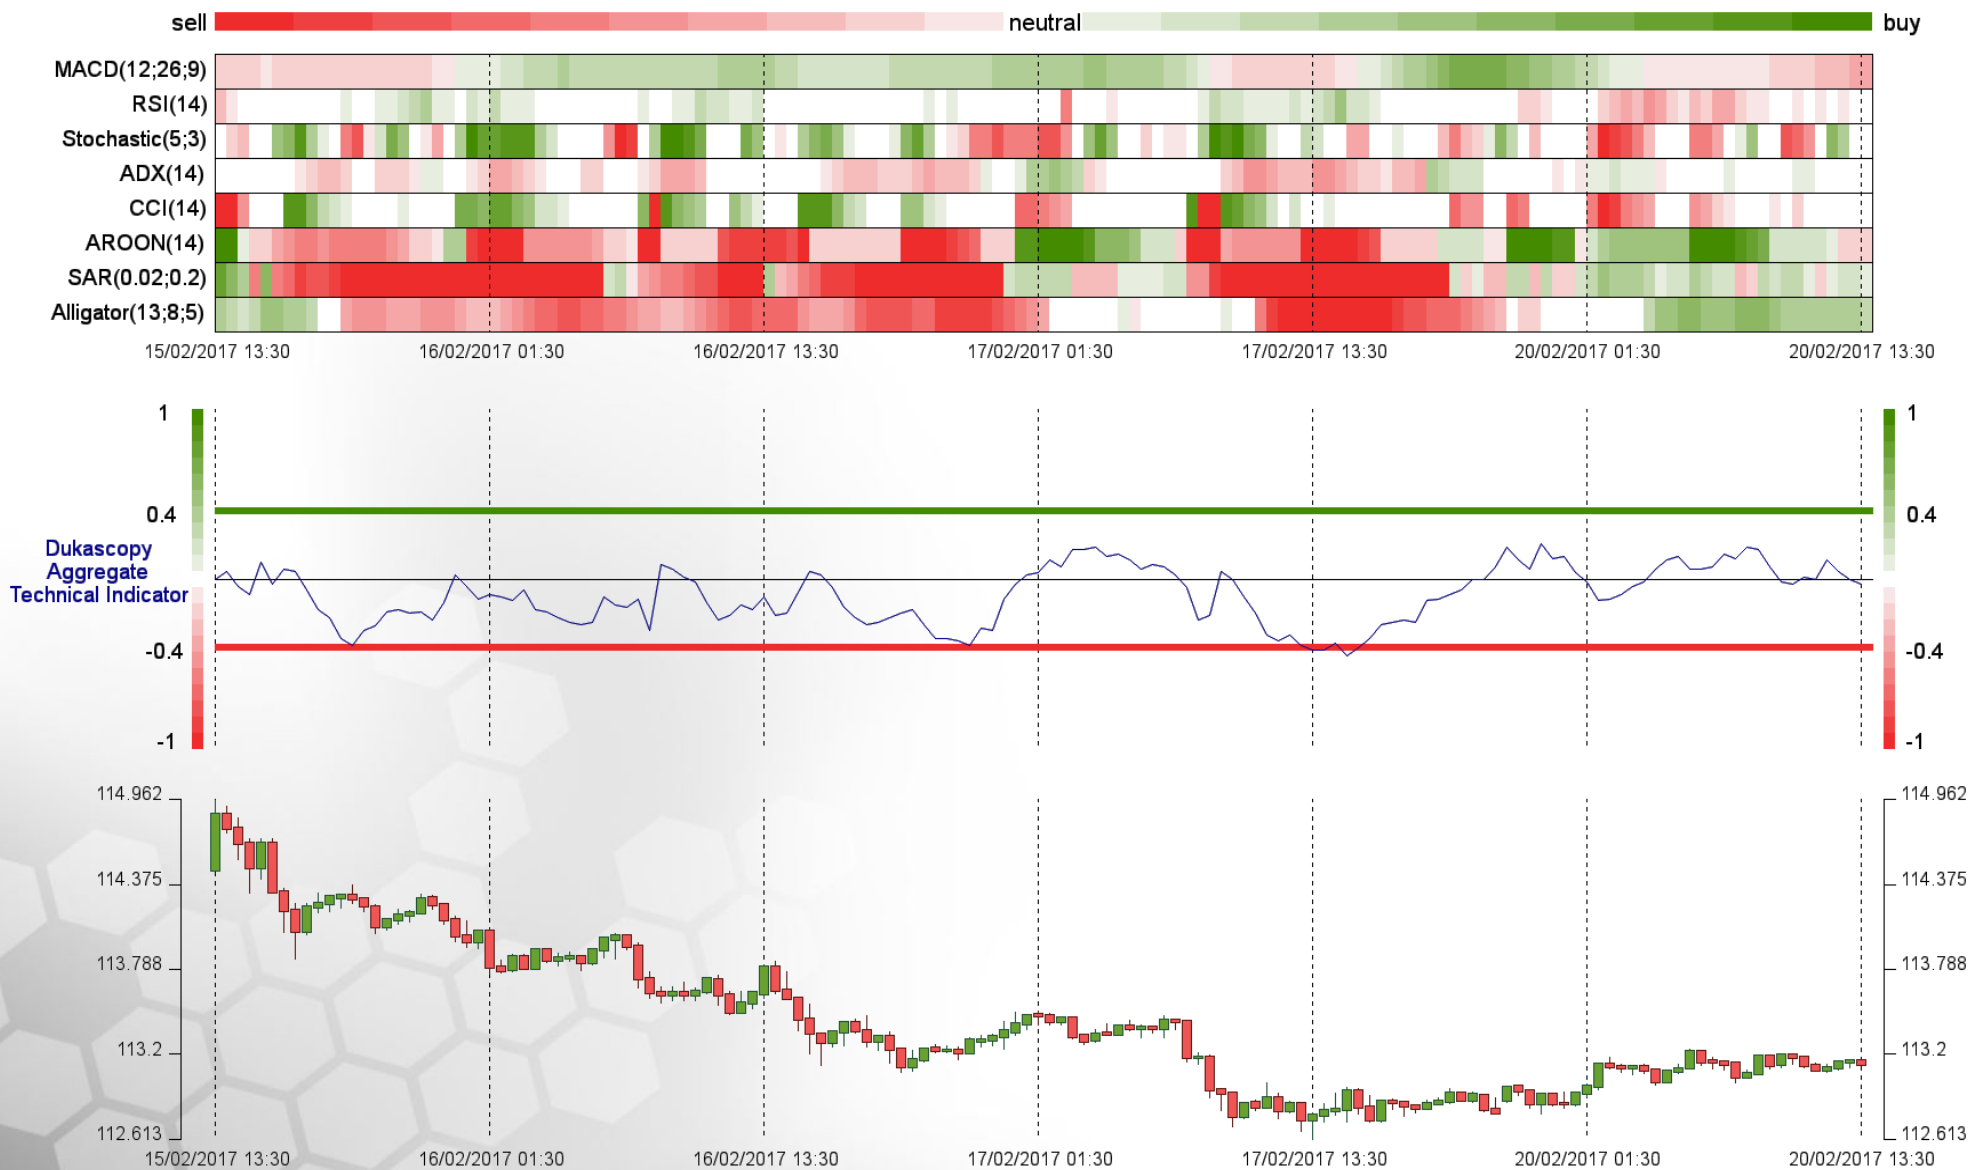 sell neutral buy
MACD(12;26;9)
RSI(14)
Stochastic(5;3)
ADX(14)
CCI(14)
AROON(14)
SAR(0.02;0.2)
Alligator(13;8;5)
15/02/2017 13:30 16/02/2017 01:30 16/02/2017 13:30 17/02/2017 01:30 17/02/2017 13:30 20/02/2017 01:30 20/02/2017 13:30
1 1
0.4 0.4
Dukascopy
Aggregate
Technical Indicator
-0.4 -0.4
-1 -1
114.962 114.962
114.375 114.375
113.788 113.788
113.2 113.2
112.613 112.613
15/02/2017 13:30 16/02/2017 01:30 16/02/2017 13:30 17/02/2017 01:30 17/02/2017 13:30 20/02/2017 01:30 20/02/2017 13:30